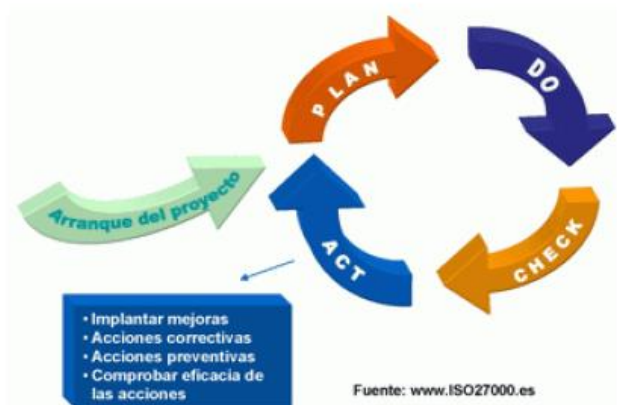 PLAN
DO
Arranque del proyecto
ACT
CHECK
• Implantar mejoras
• Acciones correctivas
• Acciones preventivas
• Comprobar eficacia de
las acciones
Fuente: www.ISO27000.es